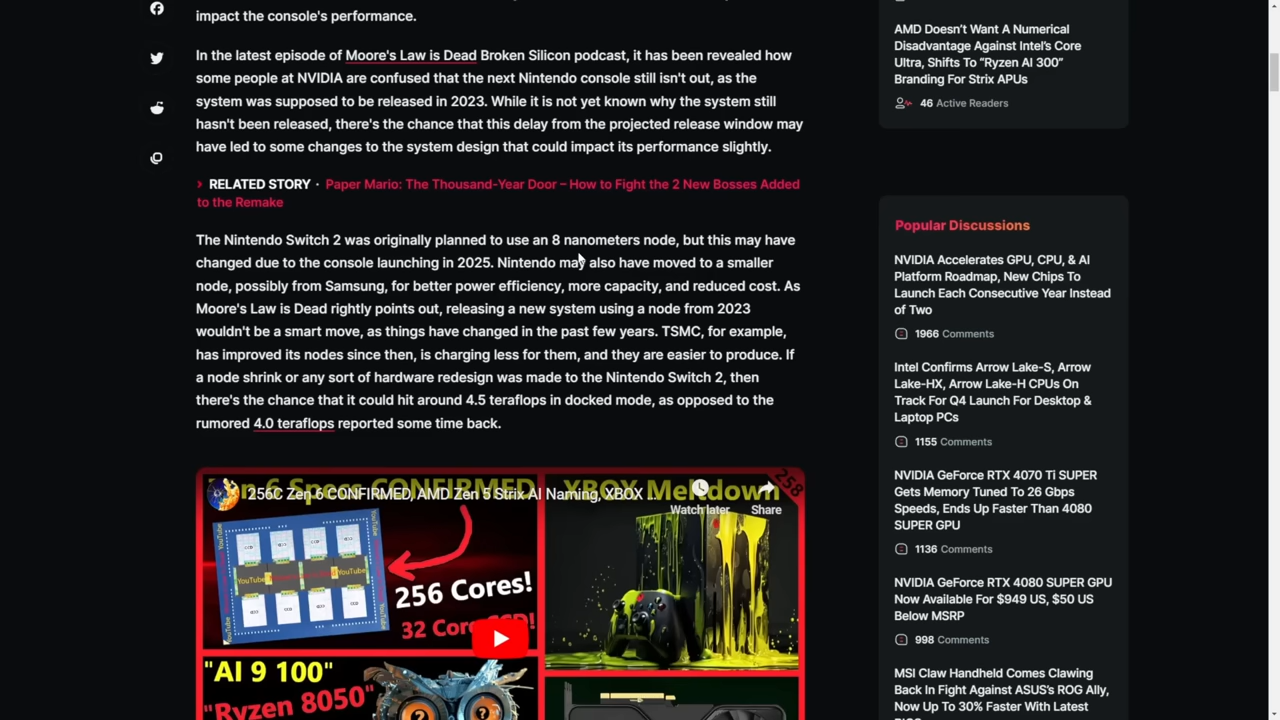 impact the console's performance.
In the latest episode of Moore's Law is Dead Broken Silicon podcast, it has been revealed how
some people at NVIDIA are confused that the next Nintendo console still isn't out, as the
system was supposed to be released in 2023. While it is not yet known why the system still
hasn't been released, there's the chance that this delay from the projected release window may
have led to some changes to the system design that could impact its performance slightly.
› RELATED STORY · Paper Mario: The Thousand-Year Door – How to Fight the 2 New Bosses Added
to the Remake
The Nintendo Switch 2 was originally planned to use an 8 nanometers node, but this may have
changed due to the console launching in 2025. Nintendo may also have moved to a smaller
node, possibly from Samsung, for better power efficiency, more capacity, and reduced cost. As
Moore's Law is Dead rightly points out, releasing a new system using a node from 2023
wouldn't be a smart move, as things have changed in the past few years. TSMC, for example,
has improved its nodes since then, is charging less for them, and they are easier to produce. If
a node shrink or any sort of hardware redesign was made to the Nintendo Switch 2, then
there's the chance that it could hit around 4.5 teraflops in docked mode, as opposed to the
rumored 4.0 teraflops reported some time back.
Zen 6 Specs CONFIRMED
XBOX Meltdown
258
256C Zen 6 CONFIRMED, AMD Zen 5 Strix AI Naming, XBOX ...
Watch later
Share
YouTube
YouTube
YouTube
256 Cores!
32 Core CCD!
"AI 9 100"
"Ryzen 8050"
AMD Doesn't Want A Numerical
Disadvantage Against Intel's Core
Ultra, Shifts To "Ryzen AI 300"
Branding For Strix APUs
46 Active Readers
Popular Discussions
NVIDIA Accelerates GPU, CPU, & AI
Platform Roadmap, New Chips To
Launch Each Consecutive Year Instead
of Two
1966 Comments
Intel Confirms Arrow Lake-S, Arrow
Lake-HX, Arrow Lake-H CPUs On
Track For Q4 Launch For Desktop &
Laptop PCs
1155 Comments
NVIDIA GeForce RTX 4070 Ti SUPER
Gets Memory Tuned To 26 Gbps
Speeds, Ends Up Faster Than 4080
SUPER GPU
1136 Comments
NVIDIA GeForce RTX 4080 SUPER GPU
Now Available For $949 US, $50 US
Below MSRP
998 Comments
MSI Claw Handheld Comes Clawing
Back In Fight Against ASUS's ROG Ally,
Now Up To 30% Faster With Latest